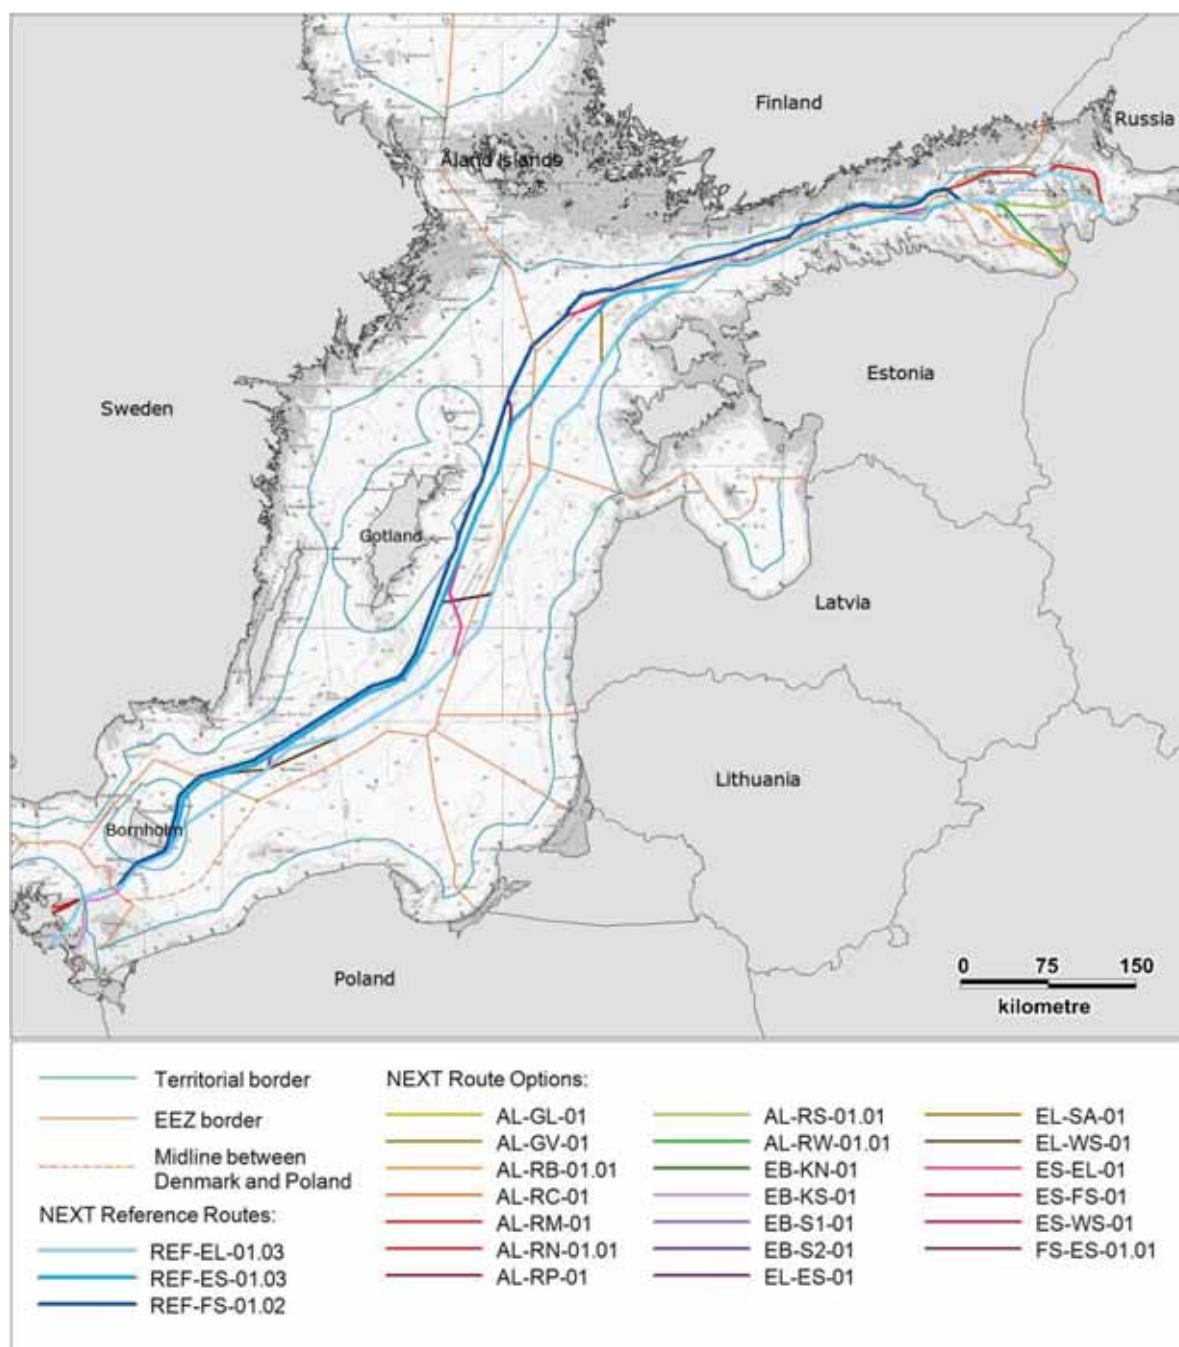 Finland
Russia
Åland Islands
Estonia
Sweden
Gotland
Latvia
Lithuania
Bornholm
Poland
0 75 150
kilometre
Territorial border
EEZ border
Midline between
Denmark and Poland
NEXT Reference Routes:
REF-EL-01.03
REF-ES-01.03
REF-FS-01.02
NEXT Route Options:
AL-GL-01
AL-GV-01
AL-RB-01.01
AL-RC-01
AL-RM-01
AL-RN-01.01
AL-RP-01
AL-RS-01.01
AL-RW-01.01
EB-KN-01
EB-KS-01
EB-S1-01
EB-S2-01
EL-ES-01
EL-SA-01
EL-WS-01
ES-EL-01
ES-FS-01
ES-WS-01
FS-ES-01.01